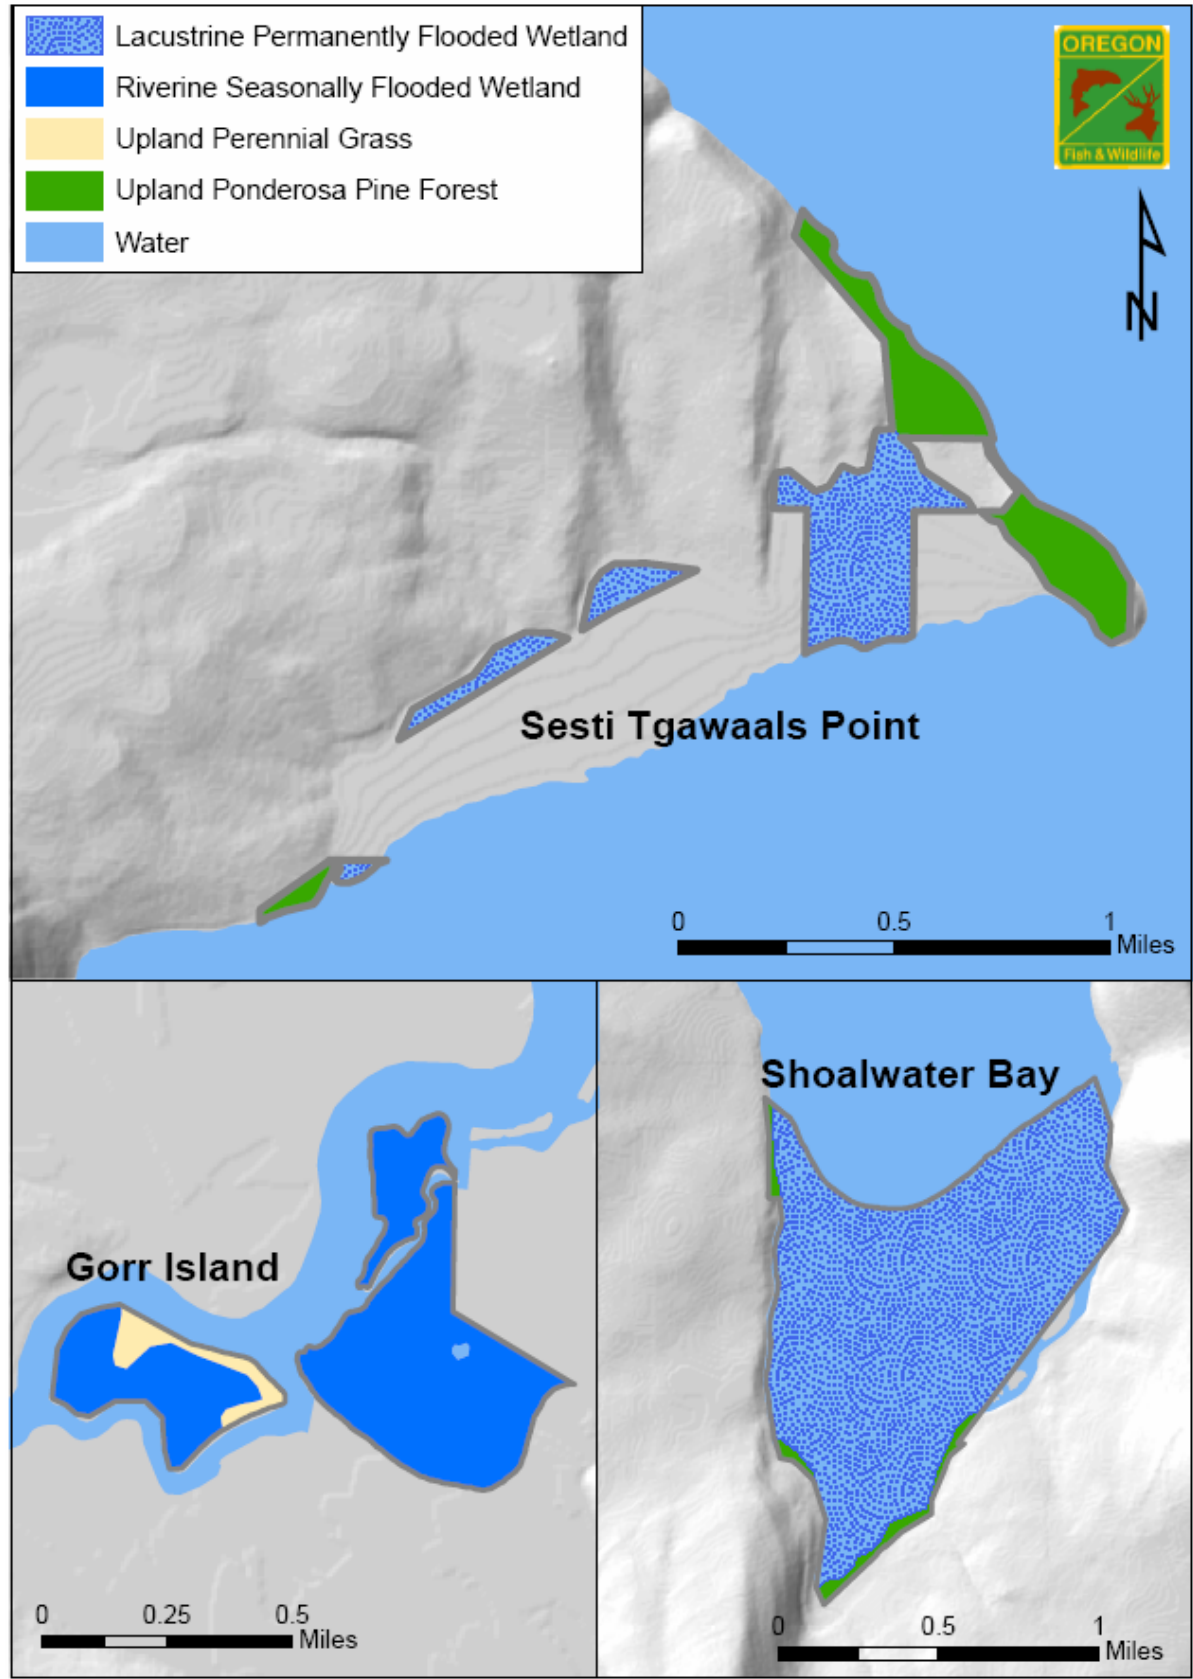 Lacustrine Permanently Flooded Wetland
Riverine Seasonally Flooded Wetland
Upland Perennial Grass
Upland Ponderosa Pine Forest
Water
OREGON
Fish & Wildlife
N
Sesti Tgawaals Point
0 0.5 1
Miles
Gorr Island
0 0.25 0.5
Miles
Shoalwater Bay
0 0.5 1
Miles